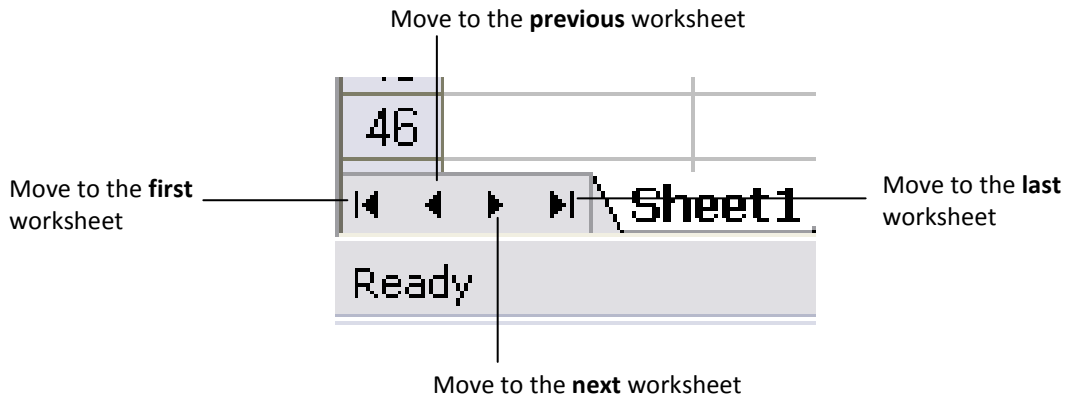 Move to the previous worksheet
46
Move to the first
worksheet
Sheet1
Move to the last
worksheet
Ready
Move to the next worksheet